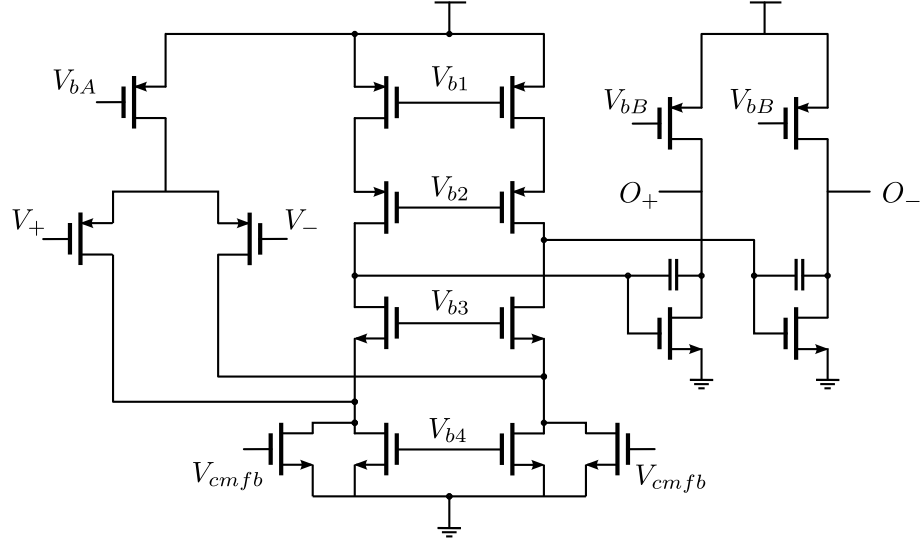 V_{bA}
V_{b1}
V_{bB}
V_{bB}
V_{b2}
O_+
O_-
V_+
V_-
V_{b3}
V_{b4}
V_{cmfb}
V_{cmfb}